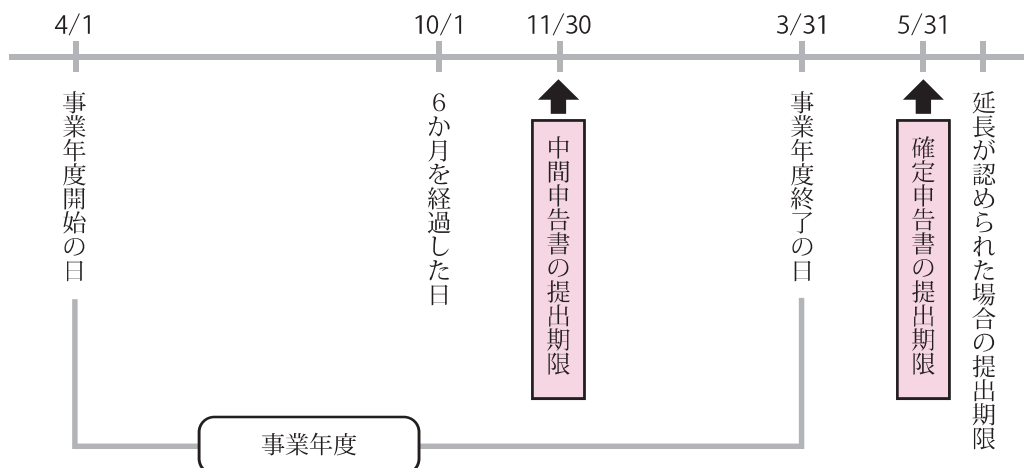 4/1
10/1
11/30
3/31
5/31
事業年度開始の日
6か月を経過した日
中間申告書の提出期限
事業年度終了の日
確定申告書の提出期限
延長が認められた場合の提出期限
事業年度